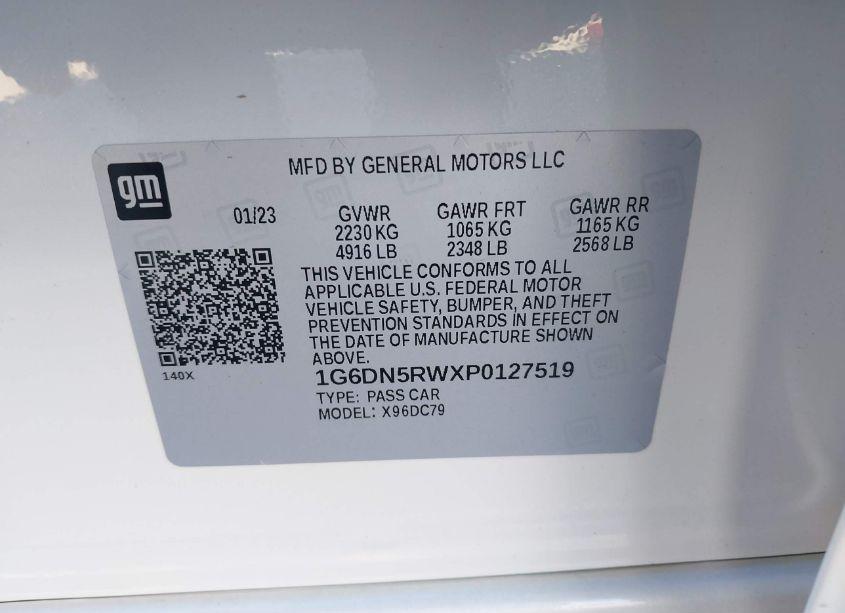 gm
MFD BY GENERAL MOTORS LLC
01/23
GVWR
2230 KG
4916 LB
GAWR FRT
1065 KG
2348 LB
GAWR RR
1165 KG
2568 LB
THIS VEHICLE CONFORMS TO ALL
APPLICABLE U.S. FEDERAL MOTOR
VEHICLE SAFETY, BUMPER, AND THEFT
PREVENTION STANDARDS IN EFFECT ON
THE DATE OF MANUFACTURE SHOWN
ABOVE.
140X
1G6DN5RWXP0127519
TYPE: PASS CAR
MODEL: X96DC79